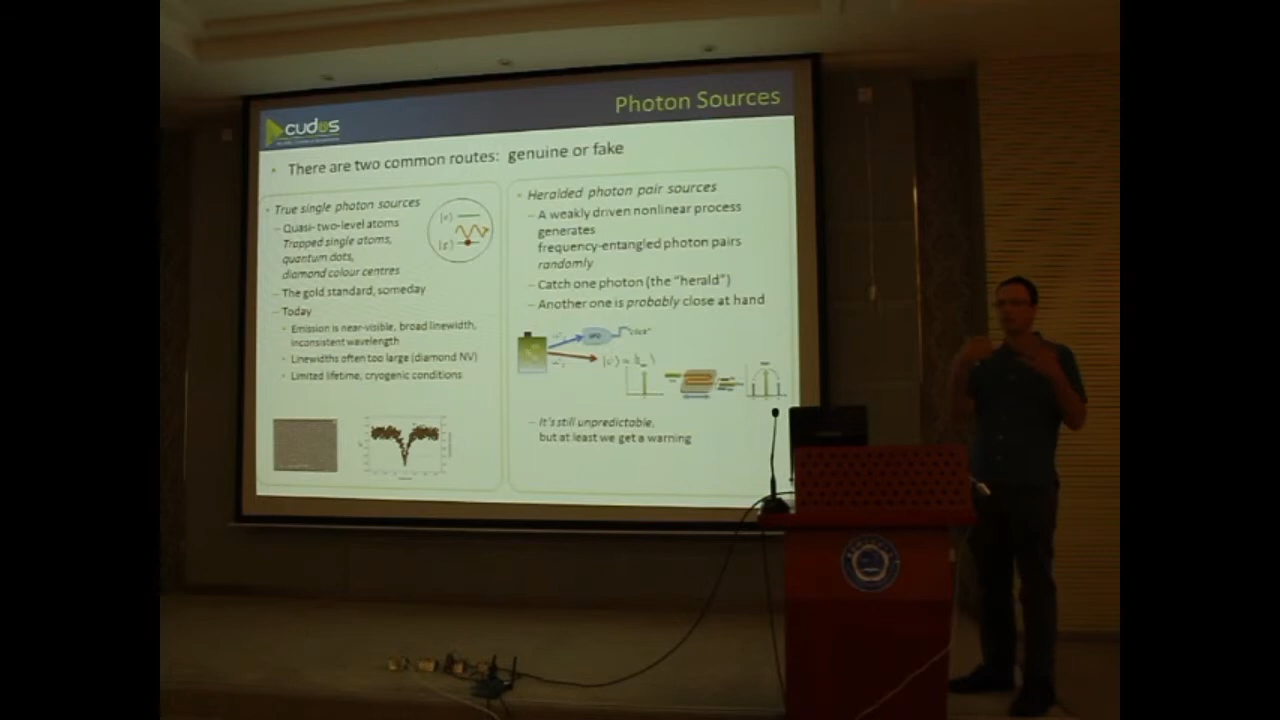 Photon Sources
cudos
• There are two common routes: genuine or fake
• True single photon sources
– Quasi-two-level atoms
Trapped single atoms,
quantum dots,
diamond colour centres
– The gold standard, someday
– Today
• Emission is near-visible, broad linewidth,
inconsistent wavelength
• Linewidths often too large (diamond NV)
• Limited lifetime, cryogenic conditions
|e⟩
|g⟩
• Heralded photon pair sources
– A weakly driven nonlinear process
generates
frequency-entangled photon pairs
randomly
– Catch one photon (the "herald")
– Another one is probably close at hand
"click"
– It's still unpredictable,
but at least we get a warning